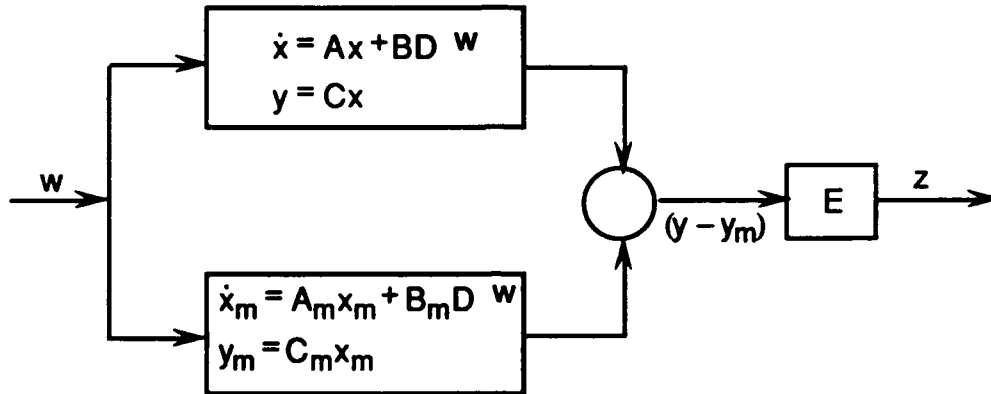 ẋ = Ax + BD w
y = Cx
w
(y − y_m)
E
z
ẋ_m = A_m x_m + B_m D w
y_m = C_m x_m